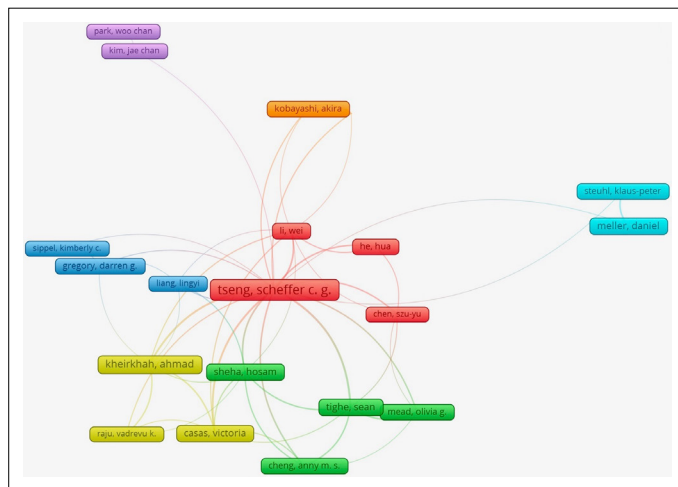 park, woo chan
kim, jae chan
kobayashi, akira
steuhl, klaus-peter
meller, daniel
li, wei
he, hua
sippel, kimberly c.
gregory, darren g.
liang, lingyi
tseng, scheffer c. g.
chen, szu-yu
kheirkhah, ahmad
sheha, hosam
tighe, sean
mead, olivia g.
raju, vadrevu k.
casas, victoria
cheng, anny m. s.